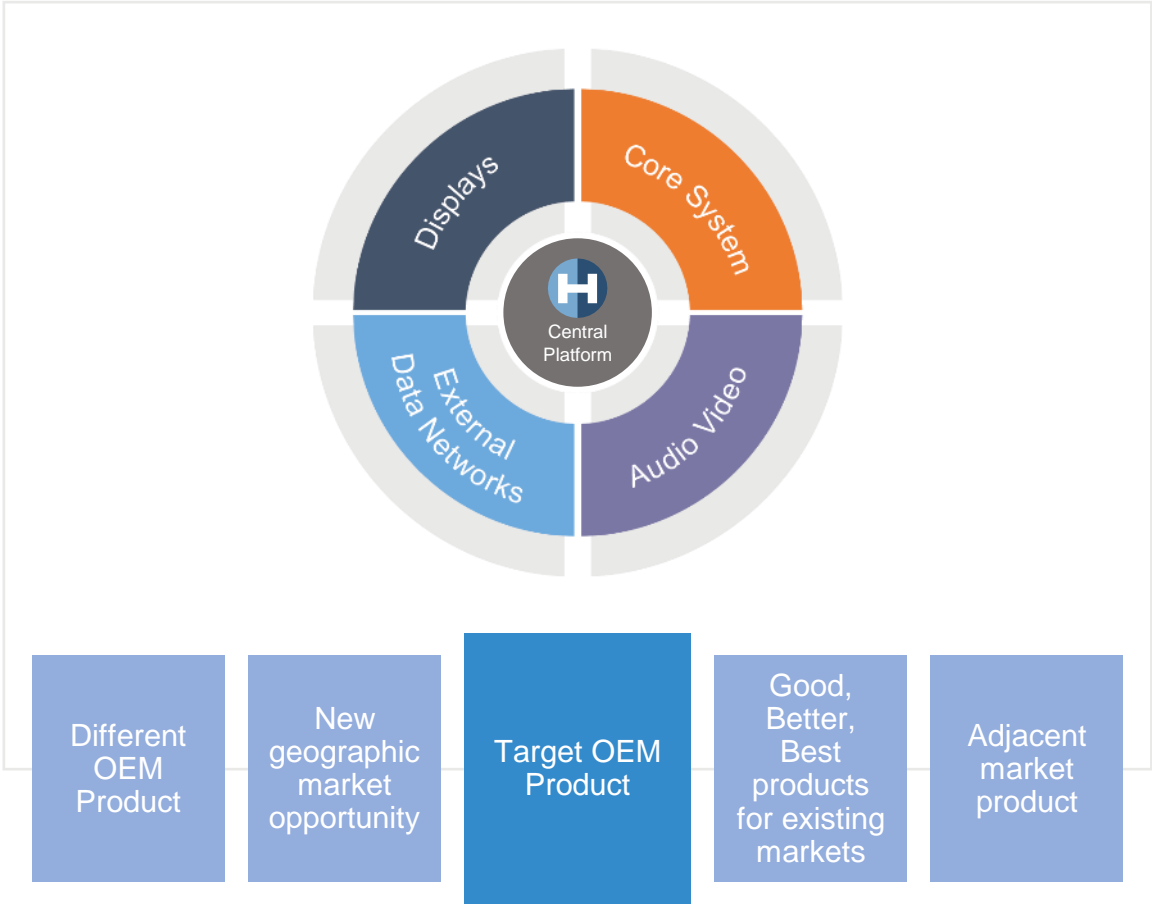 Displays
Core System
H
Central
Platform
External
Data Networks
Audio Video
Different
OEM
Product
New
geographic
market
opportunity
Target OEM
Product
Good,
Better,
Best
products
for existing
markets
Adjacent
market
product